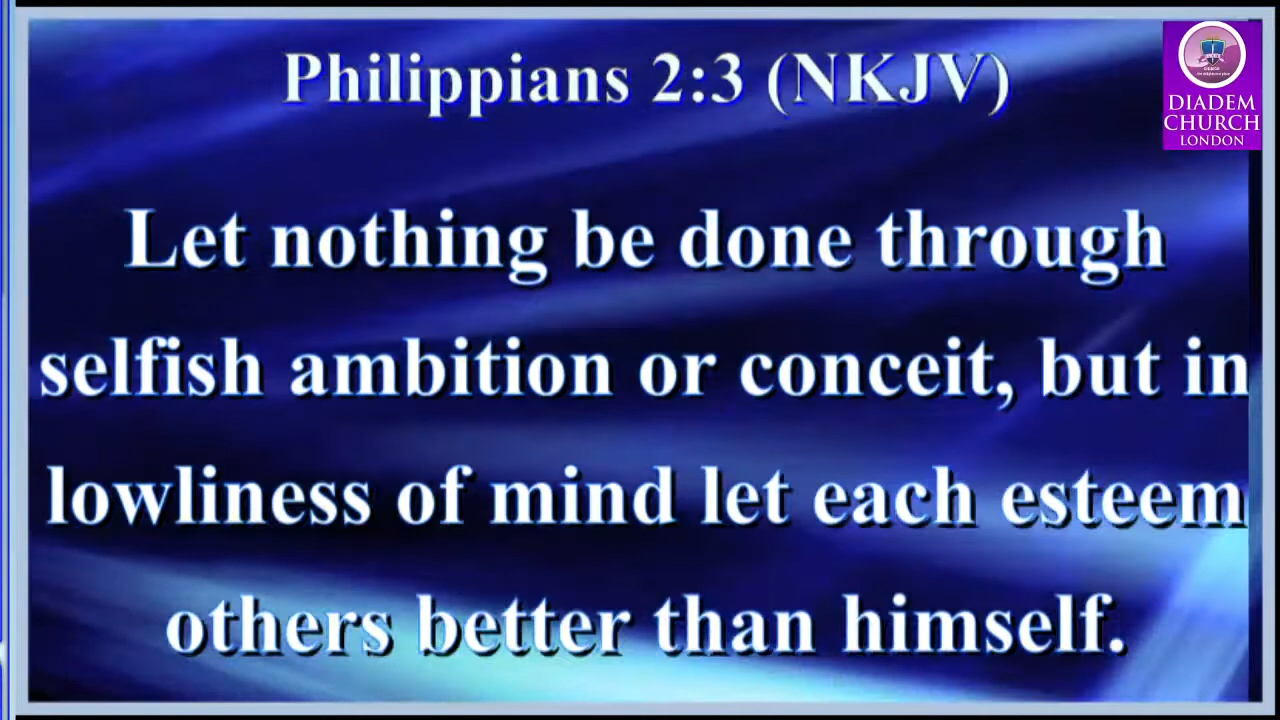 Philippians 2:3 (NKJV)
DIADEM
CHURCH
LONDON
Let nothing be done through
selfish ambition or conceit, but in
lowliness of mind let each esteem
others better than himself.